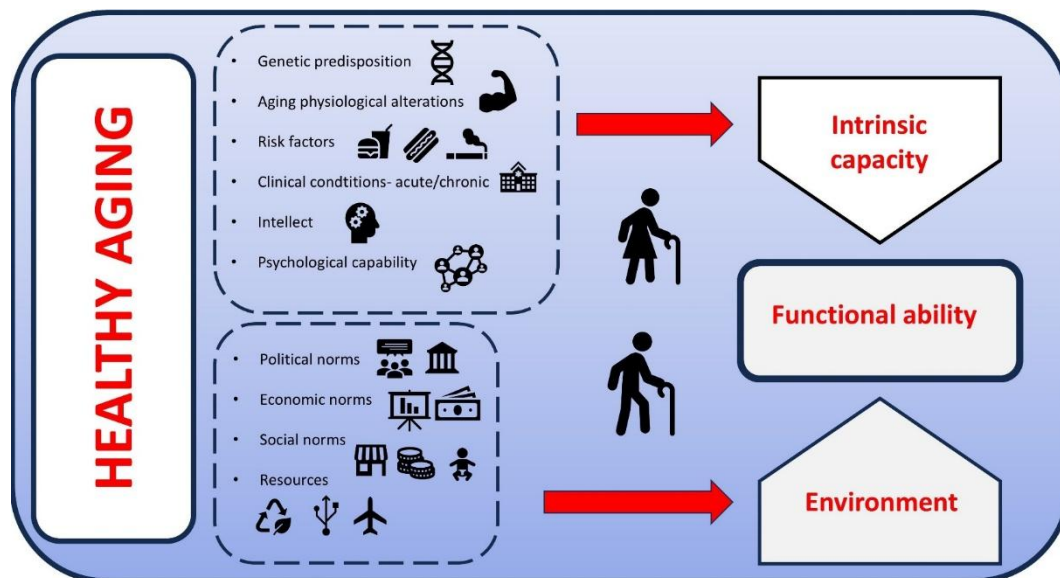 HEALTHY AGING
• Genetic predisposition
• Aging physiological alterations
• Risk factors
• Clinical condtitions- acute/chronic
• Intellect
• Psychological capability
• Political norms
• Economic norms
• Social norms
• Resources
Intrinsic
capacity
Functional ability
Environment